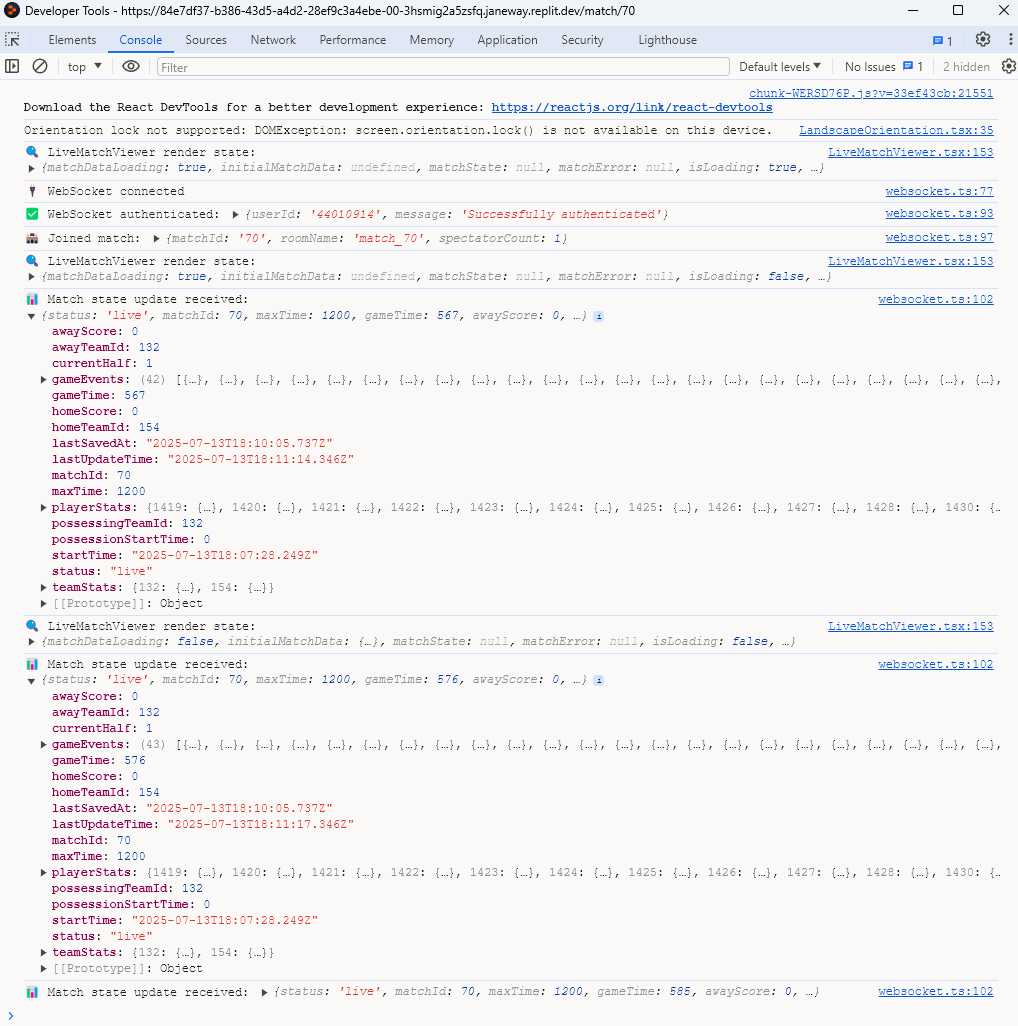 Developer Tools - https://84e7df37-b386-43d5-a4d2-28ef9c3a4ebe-00-3hsmig2a5zsfq.janeway.replit.dev/match/70
Elements Console Sources Network Performance Memory Application Security Lighthouse 1
top Filter Default levels No Issues 1 2 hidden
chunk-WERSD76P.js?v=33ef43cb:21551
Download the React DevTools for a better development experience: https://reactjs.org/link/react-devtools
Orientation lock not supported: DOMException: screen.orientation.lock() is not available on this device. LandscapeOrientation.tsx:35
LiveMatchViewer render state: LiveMatchViewer.tsx:153
{matchDataLoading: true, initialMatchData: undefined, matchState: null, matchError: null, isLoading: true, …}
WebSocket connected websocket.ts:77
WebSocket authenticated: {userId: '44010914', message: 'Successfully authenticated'} websocket.ts:93
Joined match: {matchId: '70', roomName: 'match_70', spectatorCount: 1} websocket.ts:97
LiveMatchViewer render state: LiveMatchViewer.tsx:153
{matchDataLoading: true, initialMatchData: undefined, matchState: null, matchError: null, isLoading: false, …}
Match state update received: websocket.ts:102
{status: 'live', matchId: 70, maxTime: 1200, gameTime: 567, awayScore: 0, …}
awayScore: 0
awayTeamId: 132
currentHalf: 1
gameEvents: (42) [{…}, {…}, {…}, {…}, {…}, {…}, {…}, {…}, {…}, {…}, {…}, {…}, {…}, {…}, {…}, {…}, {…}, {…}, {…}, {…}, {…}, {…}, {…},
gameTime: 567
homeScore: 0
homeTeamId: 154
lastSavedAt: "2025-07-13T18:10:05.737Z"
lastUpdateTime: "2025-07-13T18:11:14.346Z"
matchId: 70
maxTime: 1200
playerStats: {1419: {…}, 1420: {…}, 1421: {…}, 1422: {…}, 1423: {…}, 1424: {…}, 1425: {…}, 1426: {…}, 1427: {…}, 1428: {…}, 1430: {…
possessingTeamId: 132
possessionStartTime: 0
startTime: "2025-07-13T18:07:28.249Z"
status: "live"
teamStats: {132: {…}, 154: {…}}
[[Prototype]]: Object
LiveMatchViewer render state: LiveMatchViewer.tsx:153
{matchDataLoading: false, initialMatchData: {…}, matchState: null, matchError: null, isLoading: false, …}
Match state update received: websocket.ts:102
{status: 'live', matchId: 70, maxTime: 1200, gameTime: 576, awayScore: 0, …}
awayScore: 0
awayTeamId: 132
currentHalf: 1
gameEvents: (43) [{…}, {…}, {…}, {…}, {…}, {…}, {…}, {…}, {…}, {…}, {…}, {…}, {…}, {…}, {…}, {…}, {…}, {…}, {…}, {…}, {…}, {…}, {…},
gameTime: 576
homeScore: 0
homeTeamId: 154
lastSavedAt: "2025-07-13T18:10:05.737Z"
lastUpdateTime: "2025-07-13T18:11:17.346Z"
matchId: 70
maxTime: 1200
playerStats: {1419: {…}, 1420: {…}, 1421: {…}, 1422: {…}, 1423: {…}, 1424: {…}, 1425: {…}, 1426: {…}, 1427: {…}, 1428: {…}, 1430: {…
possessingTeamId: 132
possessionStartTime: 0
startTime: "2025-07-13T18:07:28.249Z"
status: "live"
teamStats: {132: {…}, 154: {…}}
[[Prototype]]: Object
Match state update received: {status: 'live', matchId: 70, maxTime: 1200, gameTime: 585, awayScore: 0, …} websocket.ts:102